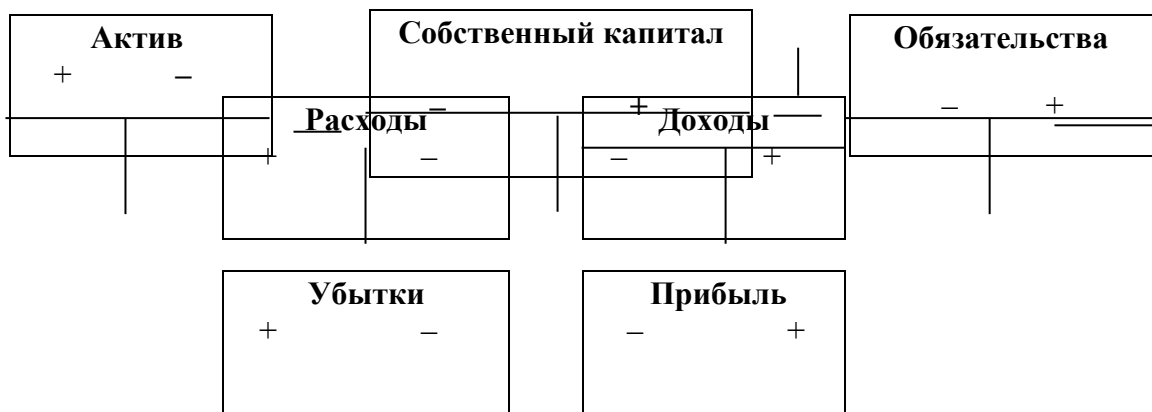 Актив Собственный капитал Обязательства
+ – – + – +
Расходы Доходы
+ – – +
Убытки Прибыль
+ – – +